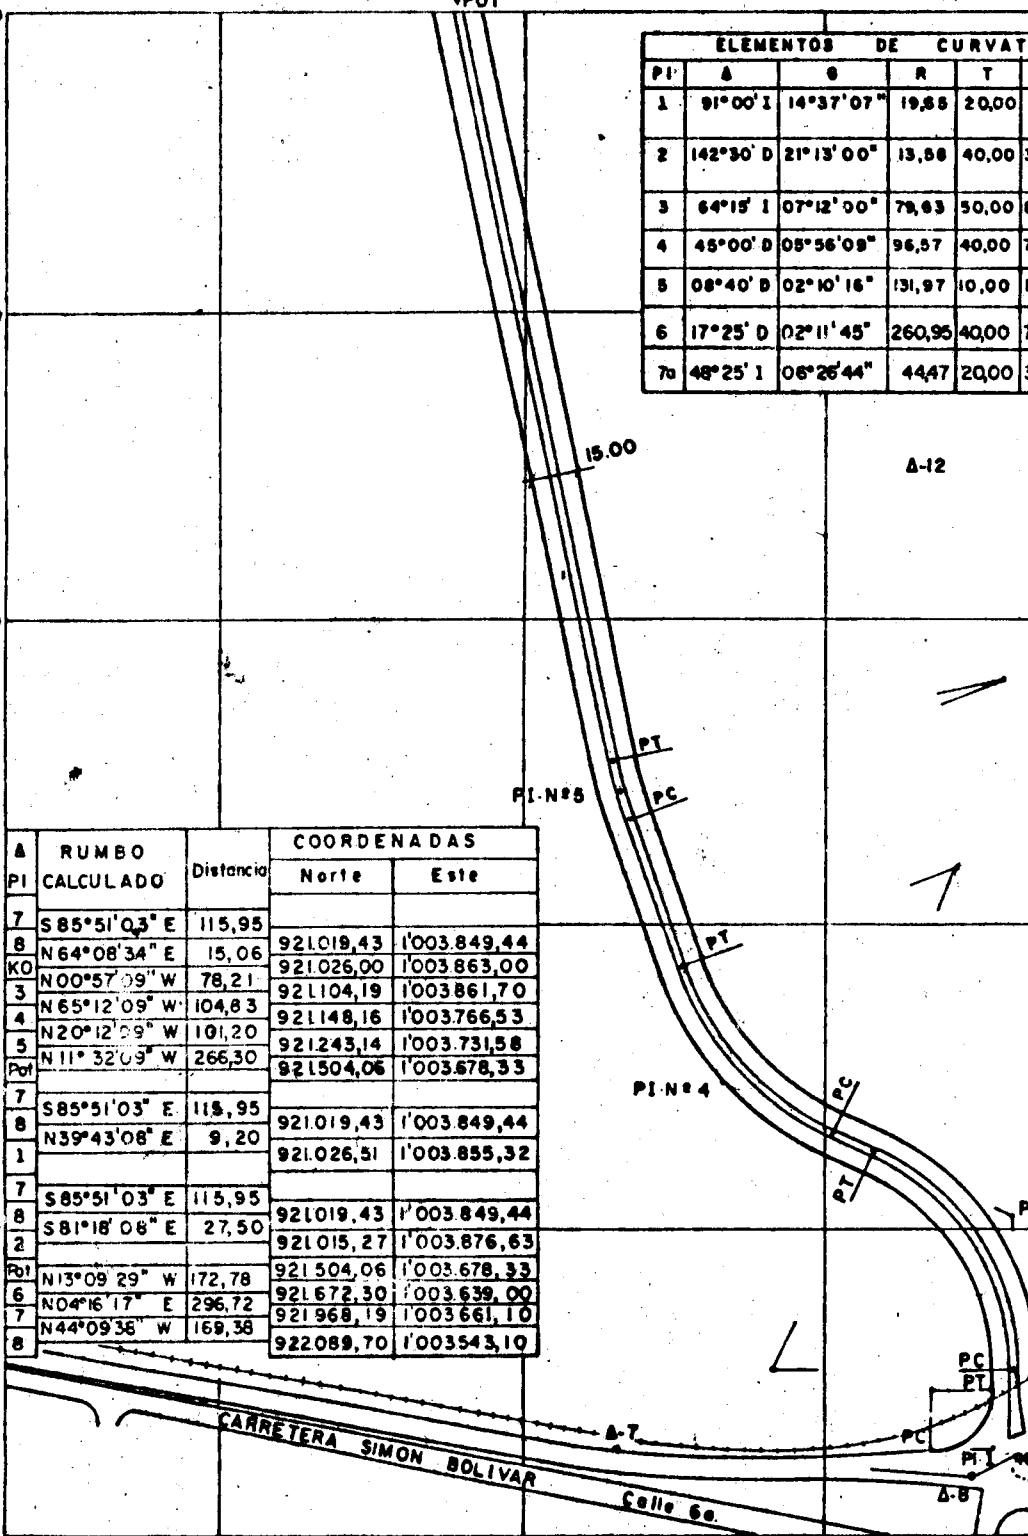 POT
ELEMENTOS DE CURVAT
PI Δ θ R T
1 91°00' I 14°37'07" 19,65 20,00
2 142°30' D 21°13'00" 13,58 40,00
3 64°15' I 07°12'00" 79,63 50,00
4 45°00' D 05°56'09" 96,57 40,00
5 08°40' D 02°10'16" 131,97 10,00
6 17°25' D 02°11'45" 260,95 40,00
7a 48°25' I 06°26'44" 44,47 20,00
15.00
Δ-12
PT
PI-Nº5
PC
PT
PI-Nº4
PC
PT
Δ RUMBO Distancia COORDENADAS
PI CALCULADO Norte Este
7
S85°51'03" E 115,95
8 921.019,43 1'003.849,44
N64°08'34" E 15,06
KO 921.026,00 1'003.863,00
N00°57'09" W 78,21
3 921.104,19 1'003.861,70
N65°12'09" W 104,83
4 921.148,16 1'003.766,53
N20°12'09" W 101,20
5 921.243,14 1'003.731,58
N11°32'09" W 266,30
Pot 921.504,06 1'003.678,33
7
S85°51'03" E 115,95
8 921.019,43 1'003.849,44
N39°43'08" E 9,20
1 921.026,51 1'003.855,32
7
S85°51'03" E 115,95
8 921.019,43 1'003.849,44
S81°18'08" E 27,50
2 921.015,27 1'003.876,63
Pot 921.504,06 1'003.678,33
N13°09'29" W 172,78
6 921.672,30 1'003.639,00
N04°16'17" E 296,72
7 921.968,19 1'003.661,10
N44°09'36" W 169,38
8 922.089,70 1'003543,10
P
PC
PT
PC
PI-I
Δ-7
Δ-8
CARRETERA SIMON BOLIVAR
Calle 6a.